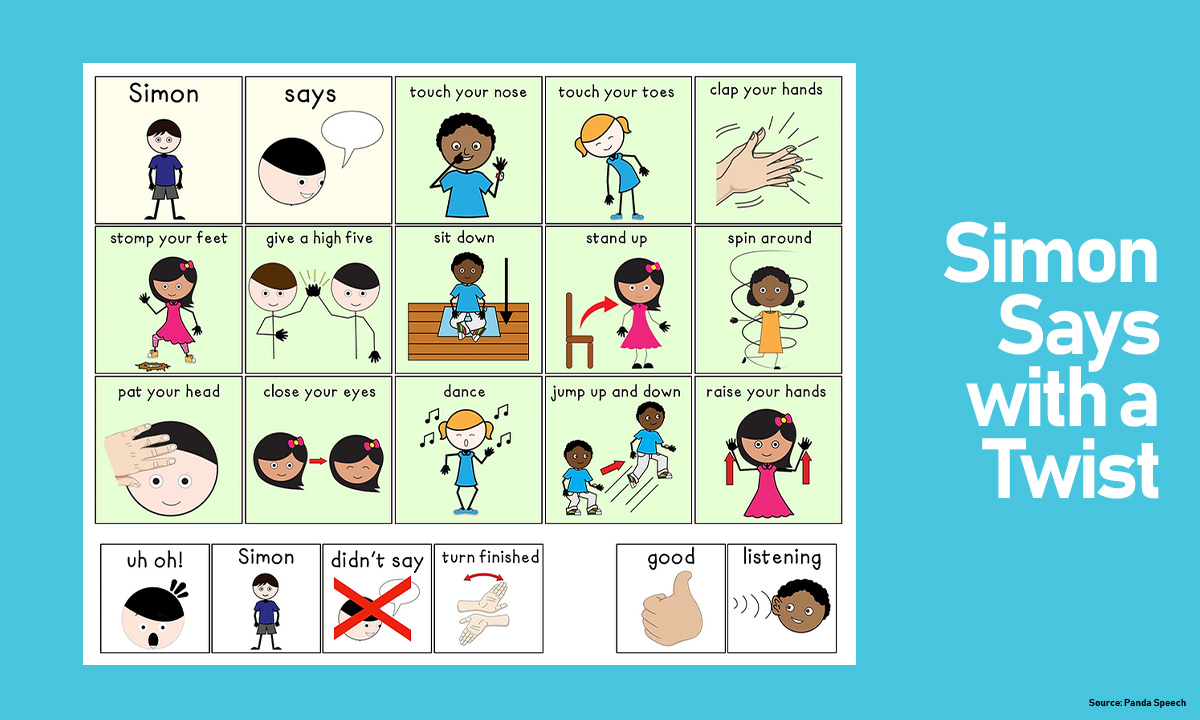 Simon
says
touch your nose
touch your toes
clap your hands
stomp your feet
give a high five
sit down
stand up
spin around
pat your head
close your eyes
dance
jump up and down
raise your hands
uh oh!
Simon
didn't say
turn finished
good
listening
Simon
Says
with a
Twist
Source: Panda Speech